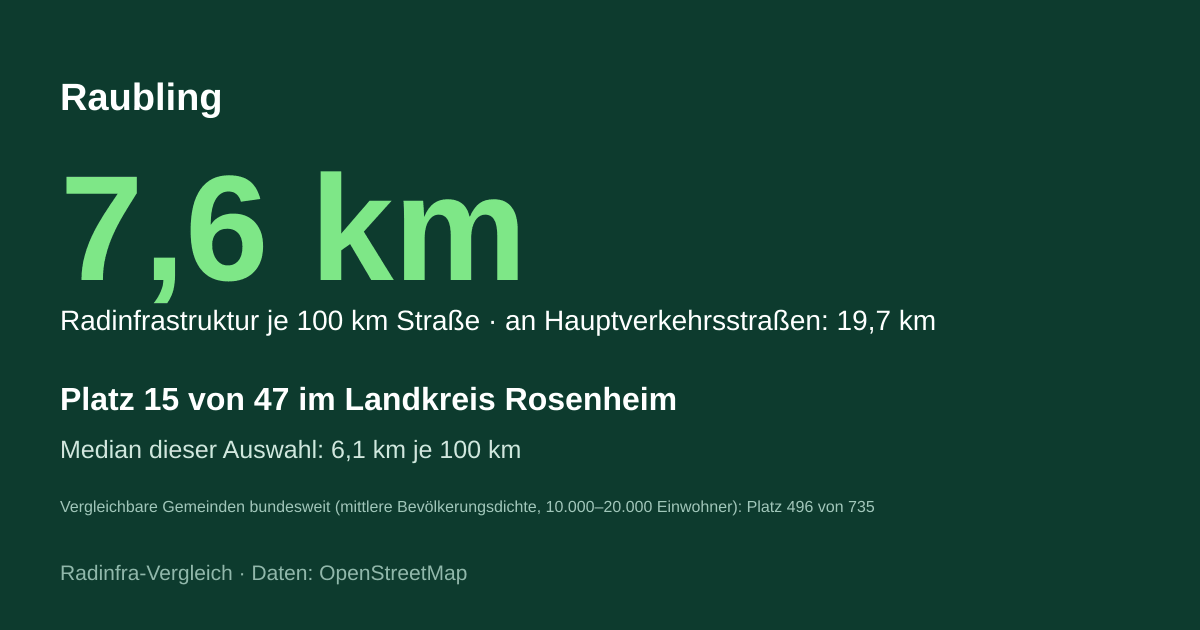 Raubling
7,6 km
Radinfrastruktur je 100 km Straße · an Hauptverkehrsstraßen: 19,7 km
Platz 15 von 47 im Landkreis Rosenheim
Median dieser Auswahl: 6,1 km je 100 km
Vergleichbare Gemeinden bundesweit (mittlere Bevölkerungsdichte, 10.000–20.000 Einwohner): Platz 496 von 735
Radinfra-Vergleich · Daten: OpenStreetMap